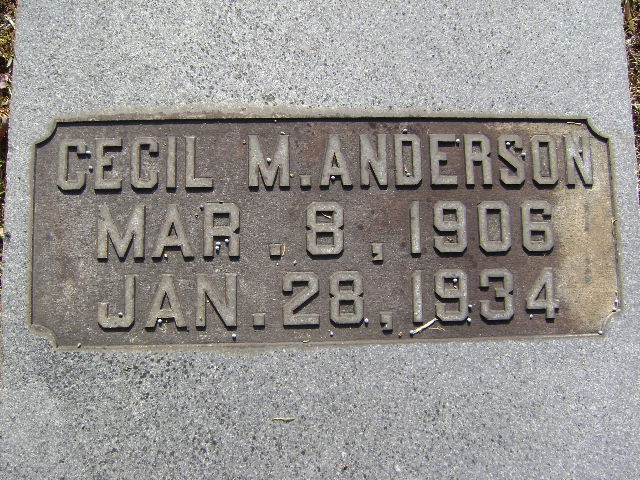 CECIL M. ANDERSON
MAR. 8, 1906
JAN. 28, 1934